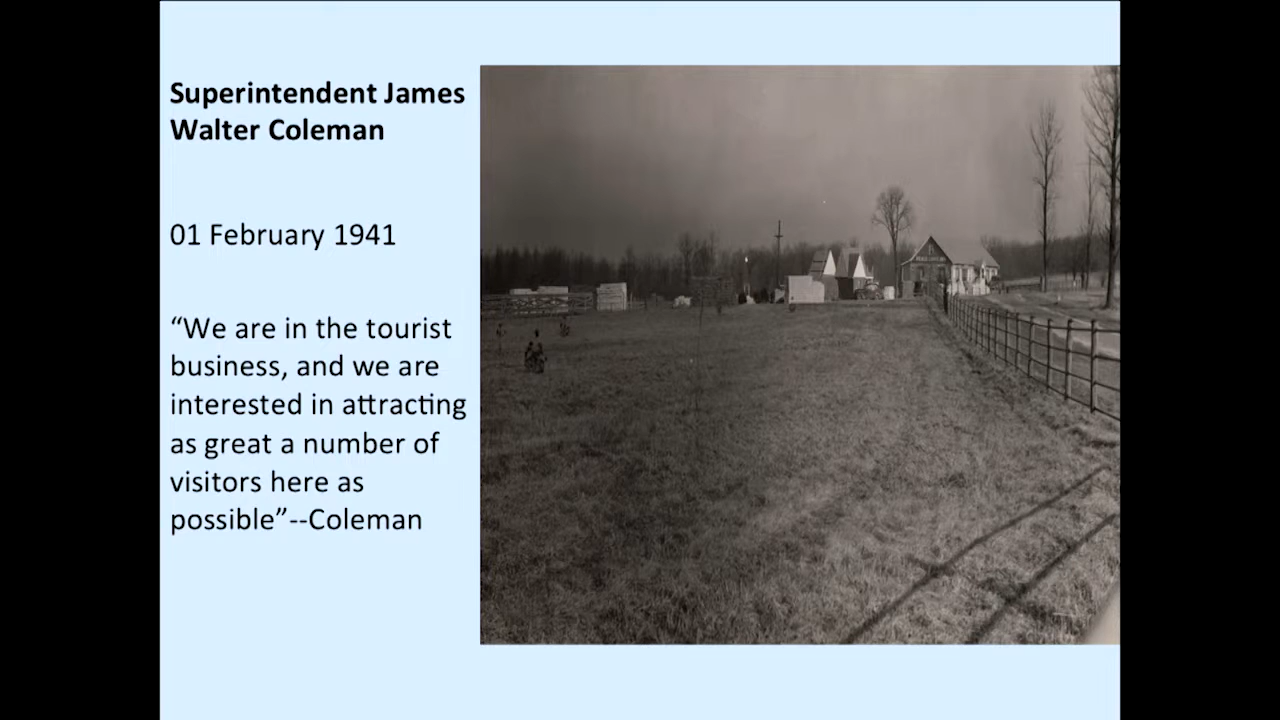 Superintendent James
Walter Coleman
01 February 1941
“We are in the tourist
business, and we are
interested in attracting
as great a number of
visitors here as
possible”--Coleman